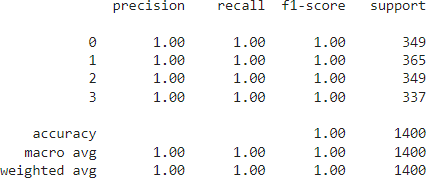 precision recall f1-score support
0 1.00 1.00 1.00 349
1 1.00 1.00 1.00 365
2 1.00 1.00 1.00 349
3 1.00 1.00 1.00 337
accuracy 1.00 1400
macro avg 1.00 1.00 1.00 1400
weighted avg 1.00 1.00 1.00 1400